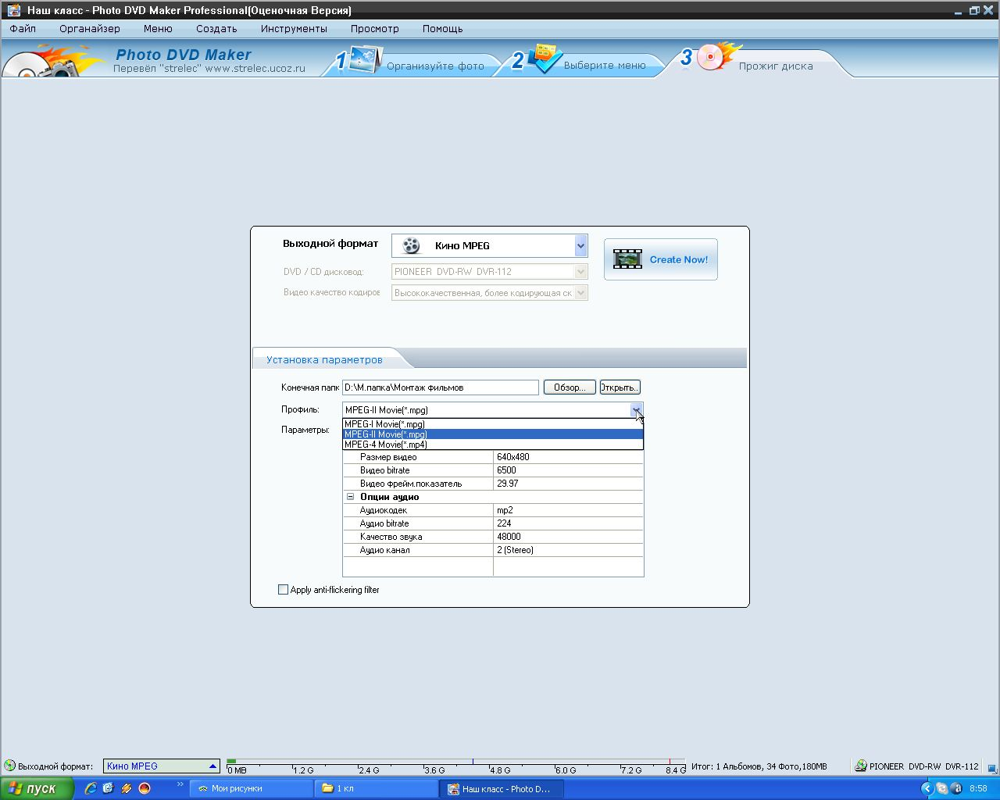 Наш класс - Photo DVD Maker Professional(Оценочная Версия)
Файл Органайзер Меню Создать Инструменты Просмотр Помощь
Photo DVD Maker
Перевёл "strelec" www.strelec.ucoz.ru
1 Организуйте фото
2 Выберите меню
3 Прожиг диска
Выходной формат Кино MPEG
Create Now!
DVD / CD дисковод: PIONEER DVD-RW DVR-112
Видео качество кодиров Высококачественная, более кодирующая ск
Установка параметров
Конечная папк D:\М.папка\Монтаж фильмов Обзор... Открыть..
Профиль: MPEG-II Movie(*.mpg)
MPEG-I Movie(*.mpg)
Параметры: MPEG-II Movie(*.mpg)
MPEG-4 Movie(*.mp4)
Размер видео 640x480
Видео bitrate 6500
Видео фрейм.показатель 29.97
Опции аудио
Аудиокодек mp2
Аудио bitrate 224
Качество звука 48000
Аудио канал 2 (Stereo)
Apply anti-flickering filter
Выходной формат: Кино MPEG
0 MB 1.2 G 2.4 G 3.6 G 4.8 G 6.0 G 7.2 G 8.4 G
Итог: 1 Альбомов, 34 Фото,180MB
PIONEER DVD-RW DVR-112
пуск Мои рисунки 1 кл Наш класс - Photo D... 8:58